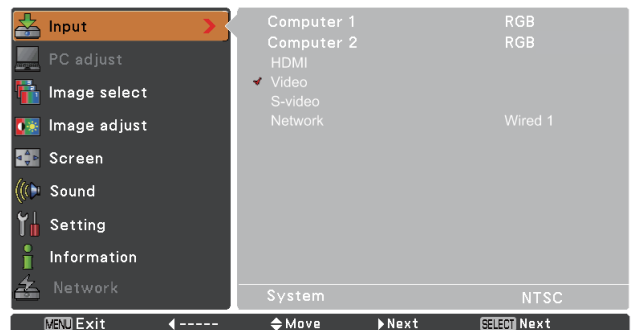 Input
PC adjust
Image select
Image adjust
Screen
Sound
Setting
Information
Network
Computer 1 RGB
Computer 2 RGB
HDMI
Video
S-video
Network Wired 1
System NTSC
MENU Exit ----- Move Next SELECT Next